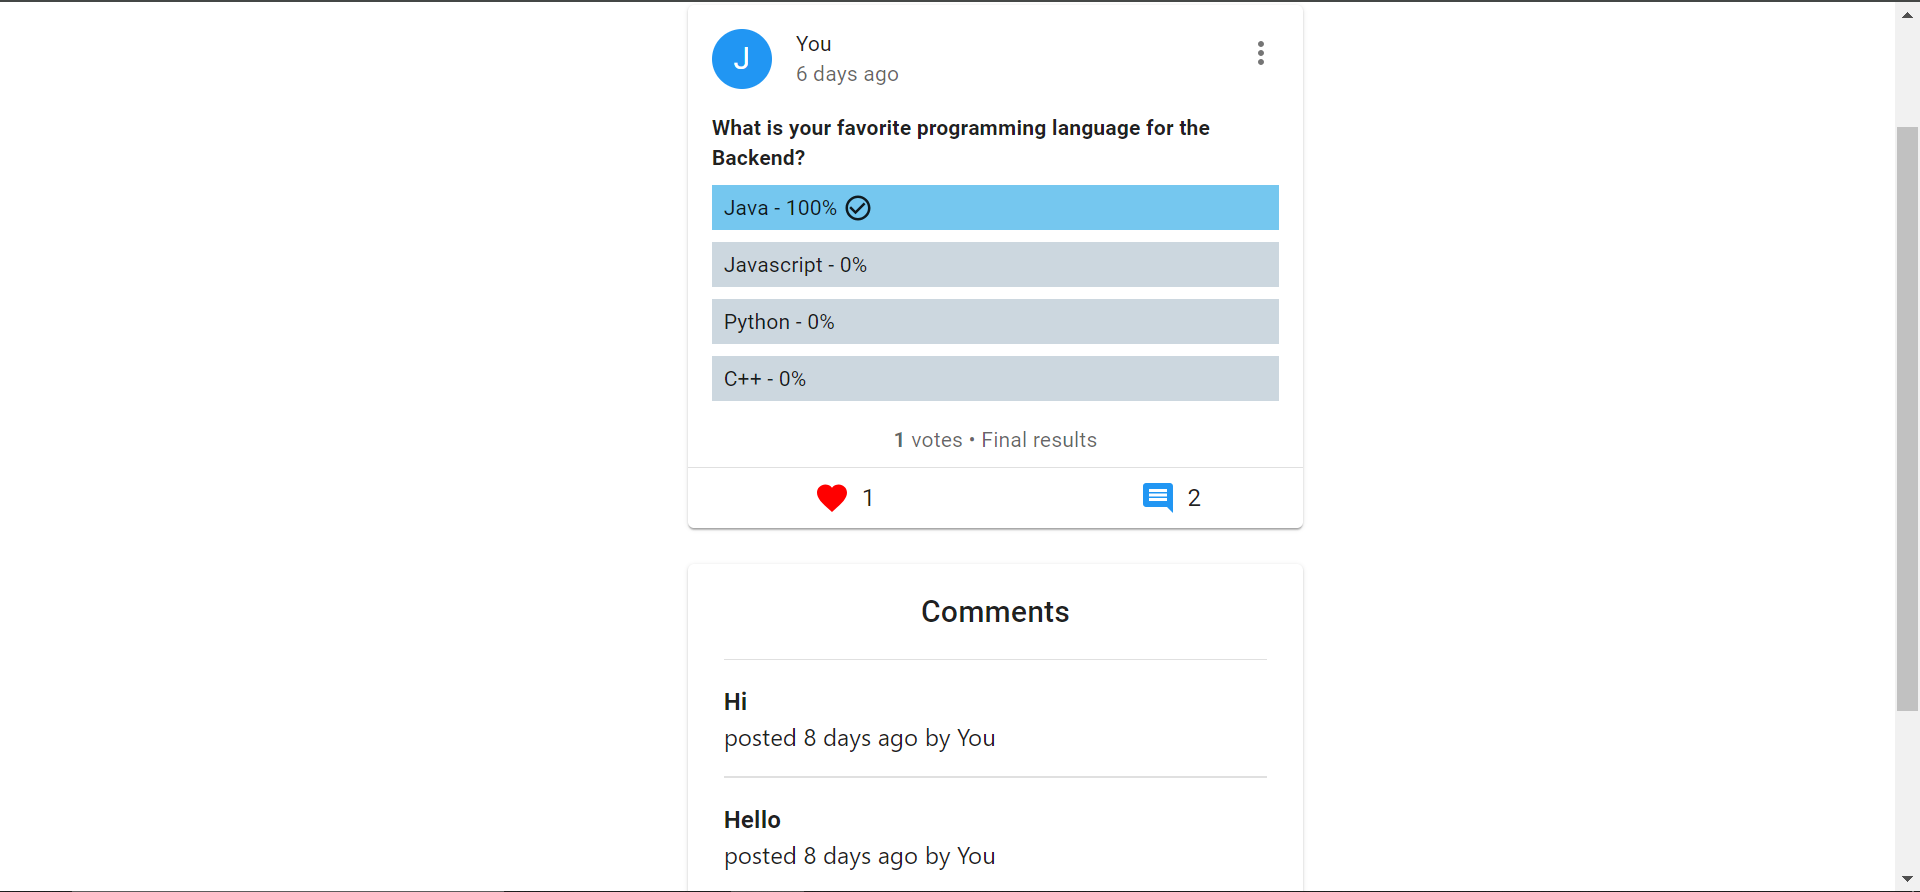 J
You
6 days ago
What is your favorite programming language for the
Backend?
Java - 100%
Javascript - 0%
Python - 0%
C++ - 0%
1 votes • Final results
1
2
Comments
Hi
posted 8 days ago by You
Hello
posted 8 days ago by You